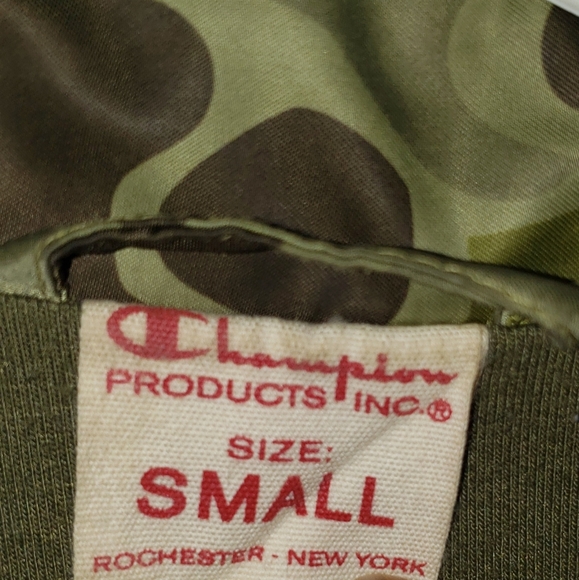 Champion
PRODUCTS INC.®
SIZE:
SMALL
ROCHESTER - NEW YORK